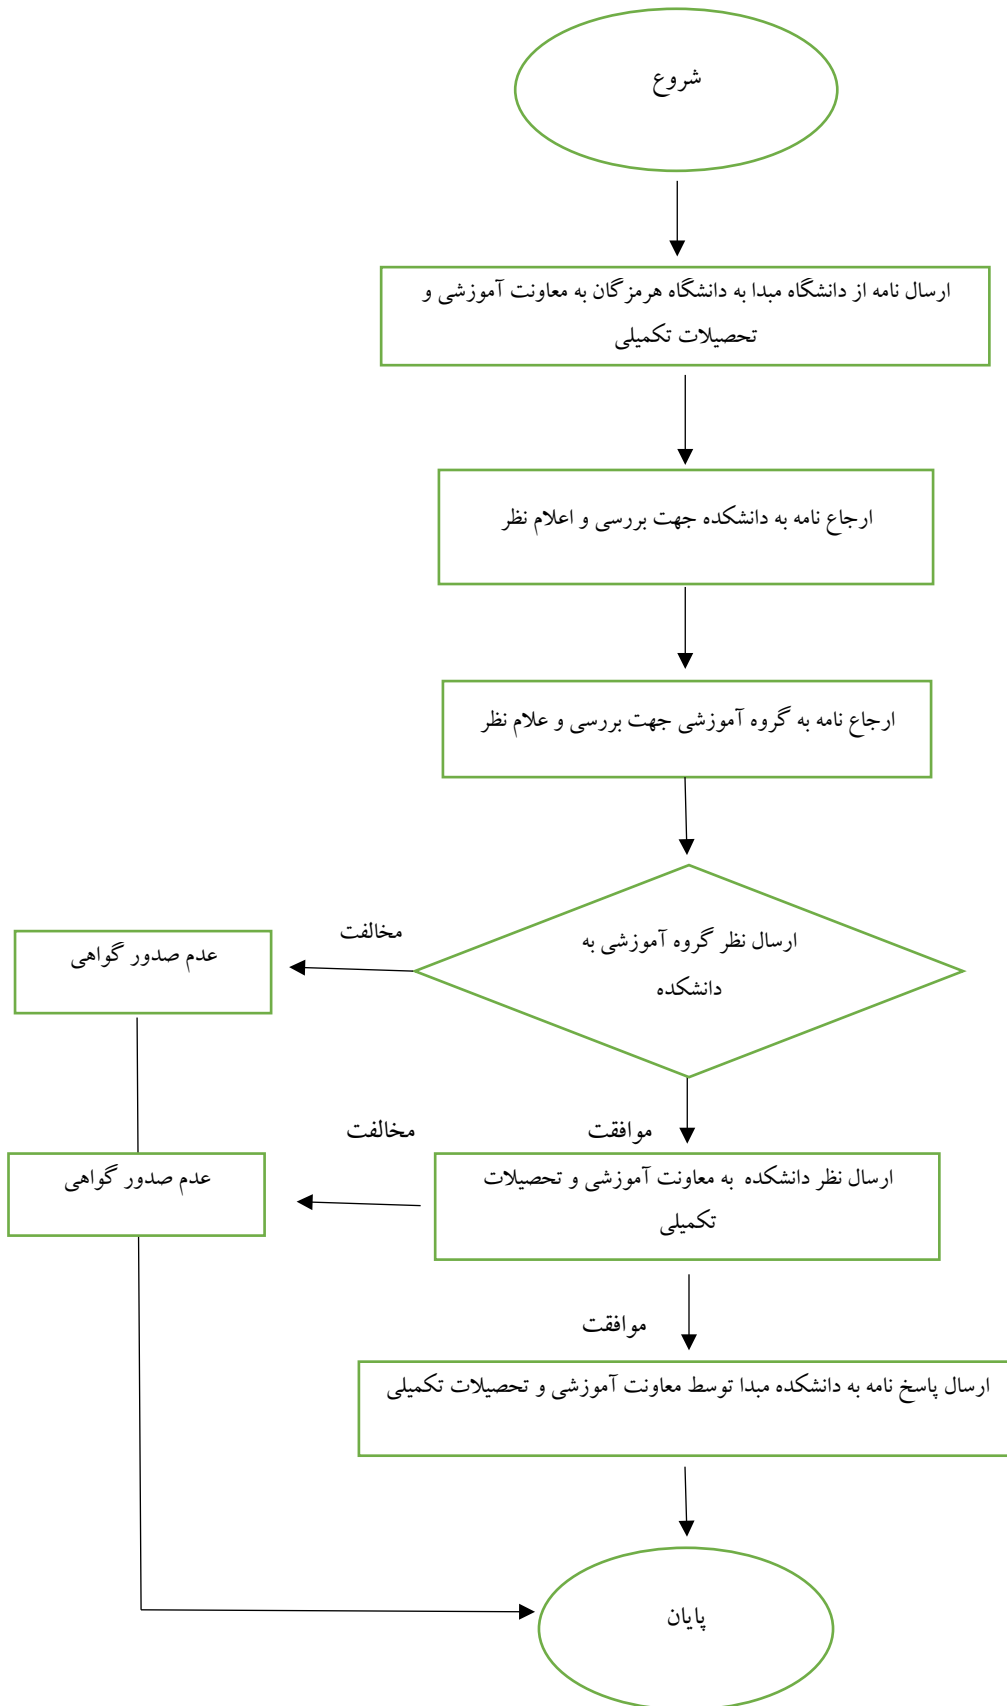 شروع
ارسال نامه از دانشگاه مبدا به دانشگاه هرمزگان به معاونت آموزشی و
تحصیلات تکمیلی
ارجاع نامه به دانشکده جهت بررسی و اعلام نظر
ارجاع نامه به گروه آموزشی جهت بررسی و علام نظر
ارسال نظر گروه آموزشی به
دانشکده
مخالفت
عدم صدور گواهی
موافقت
مخالفت
ارسال نظر دانشکده به معاونت آموزشی و تحصیلات
تکمیلی
عدم صدور گواهی
موافقت
ارسال پاسخ نامه به دانشکده مبدا توسط معاونت آموزشی و تحصیلات تکمیلی
پایان